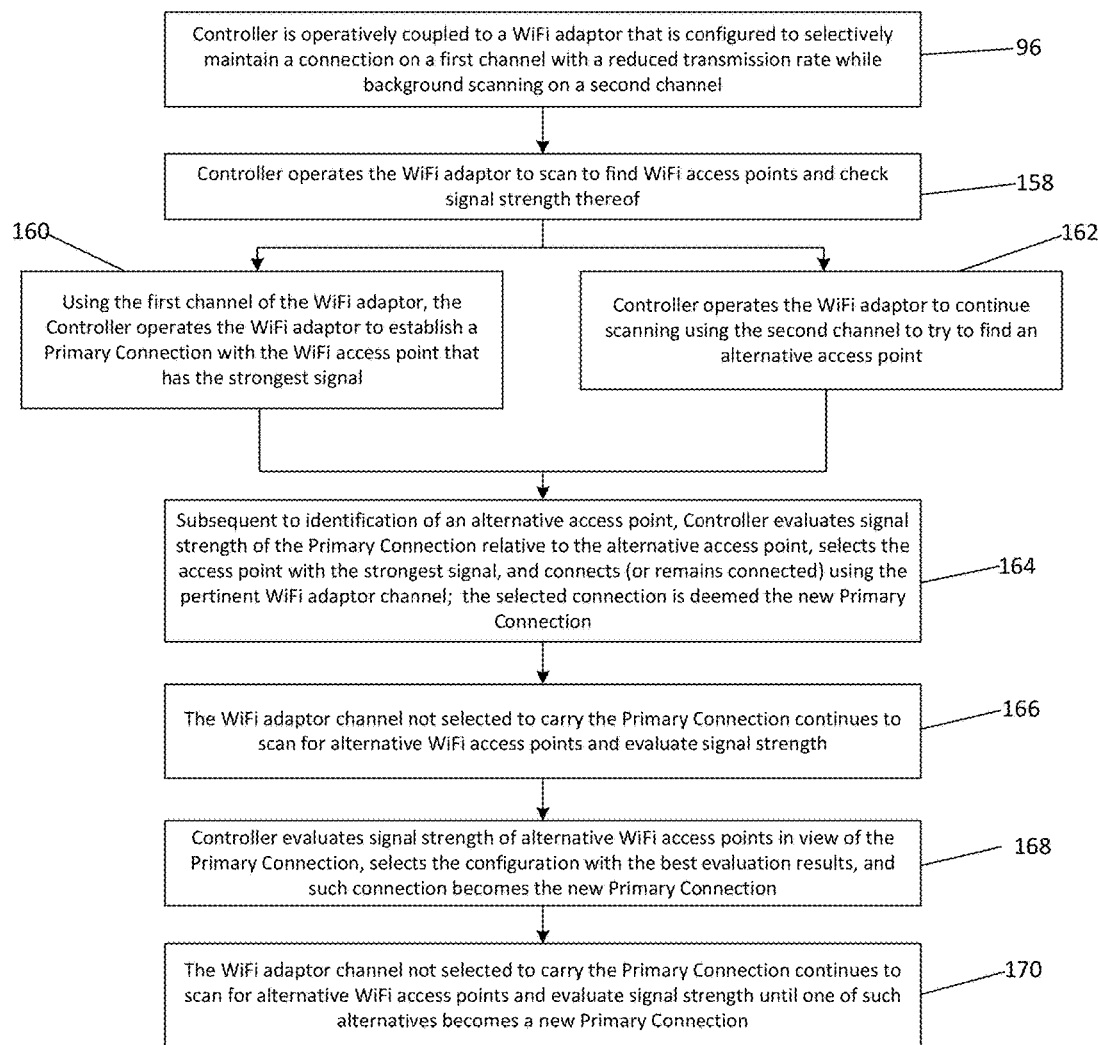 Controller is operatively coupled to a WiFi adaptor that is configured to selectively
maintain a connection on a first channel with a reduced transmission rate while
background scanning on a second channel
96
Controller operates the WiFi adaptor to scan to find WiFi access points and check
signal strength thereof
158
160
162
Using the first channel of the WiFi adaptor, the
Controller operates the WiFi adaptor to establish a
Primary Connection with the WiFi access point that
has the strongest signal
Controller operates the WiFi adaptor to continue
scanning using the second channel to try to find an
alternative access point
Subsequent to identification of an alternative access point, Controller evaluates signal
strength of the Primary Connection relative to the alternative access point, selects the
access point with the strongest signal, and connects (or remains connected) using the
pertinent WiFi adaptor channel; the selected connection is deemed the new Primary
Connection
164
The WiFi adaptor channel not selected to carry the Primary Connection continues to
scan for alternative WiFi access points and evaluate signal strength
166
Controller evaluates signal strength of alternative WiFi access points in view of the
Primary Connection, selects the configuration with the best evaluation results, and
such connection becomes the new Primary Connection
168
The WiFi adaptor channel not selected to carry the Primary Connection continues to
scan for alternative WiFi access points and evaluate signal strength until one of such
alternatives becomes a new Primary Connection
170